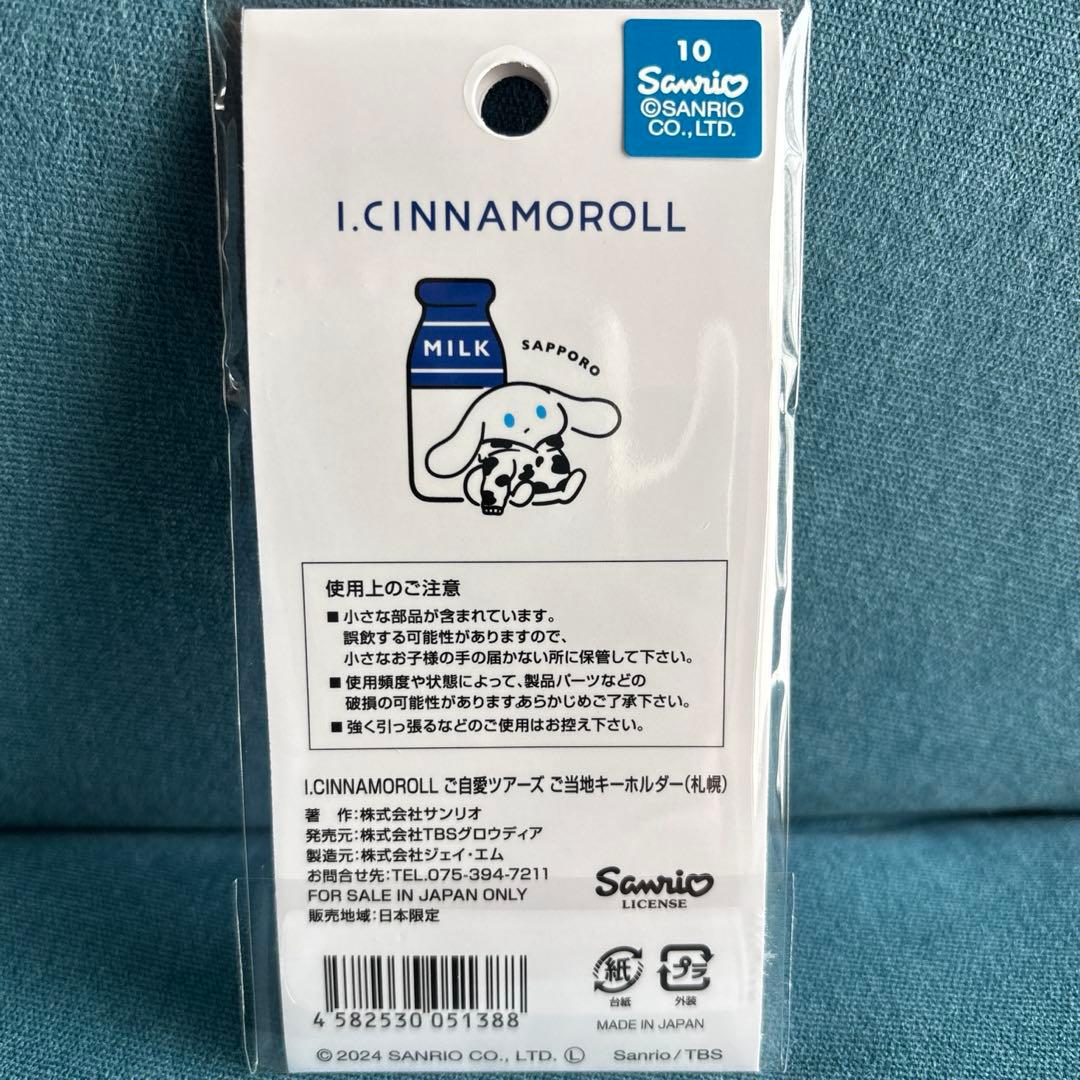 10
Sanrio
©SANRIO
CO.,LTD.
I.CINNAMOROLL
MILK
SAPPORO
使用上のご注意
■ 小さな部品が含まれています。
誤飲する可能性がありますので、
小さなお子様の手の届かない所に保管して下さい。
■ 使用頻度や状態によって、製品パーツなどの
破損の可能性がありますあらかじめご了承下さい。
■ 強く引っ張るなどのご使用はお控え下さい。
I.CINNAMOROLL ご自愛ツアーズ ご当地キーホルダー(札幌)
著 作:株式会社サンリオ
発売元:株式会社TBSグロウディア
製造元:株式会社ジェイ・エム
お問合せ先:TEL.075-394-7211
FOR SALE IN JAPAN ONLY
販売地域:日本限定
Sanrio
LICENSE
紙
台紙
プラ
外装
4 582530 051388
MADE IN JAPAN
©2024 SANRIO CO., LTD. Ⓛ Sanrio/TBS